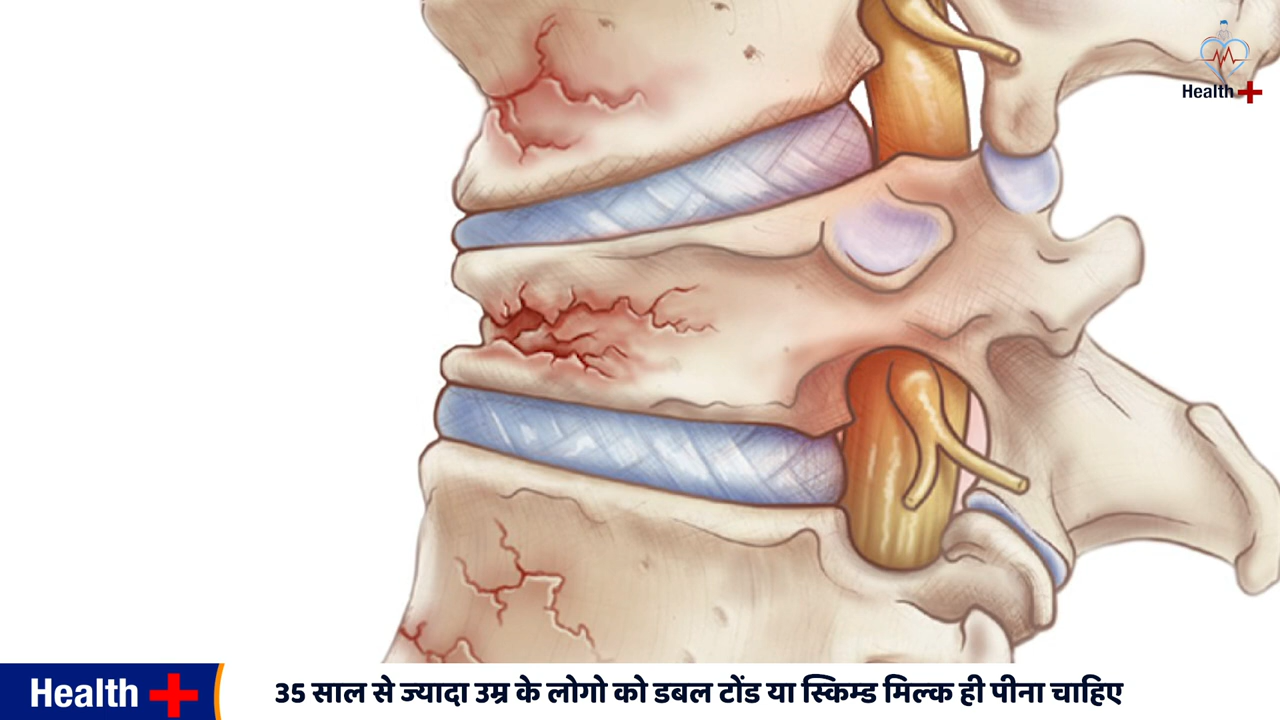 Health
Health
35 साल से ज्यादा उम्र के लोगो को डबल टोंड या स्किम्ड मिल्क ही पीना चाहिए